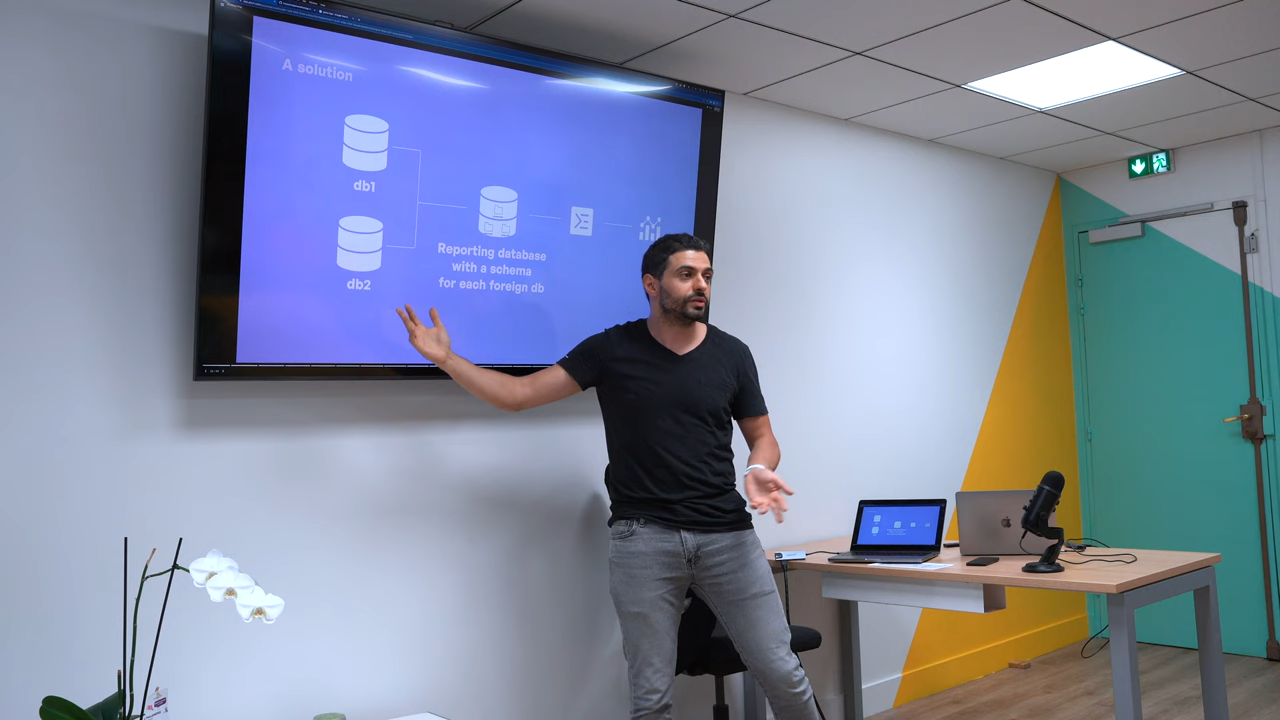 A solution
db1
db2
Reporting database
with a schema
for each foreign db